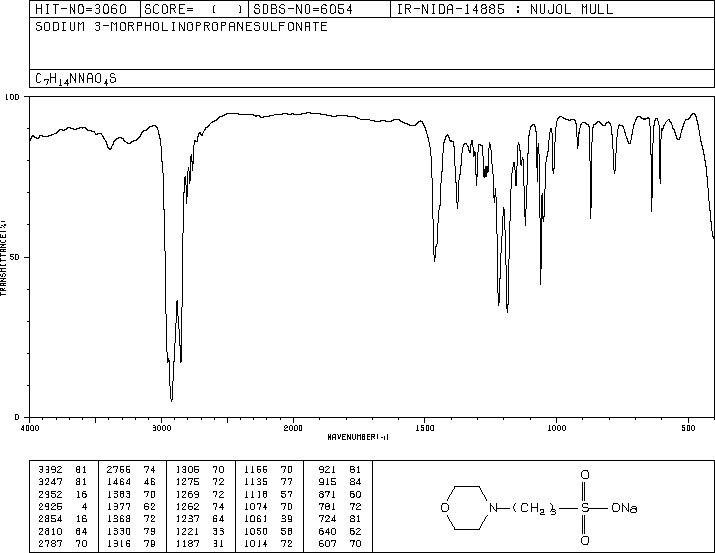 HIT-NO=3060 SCORE= ( ) SDBS-NO=6054 IR-NIDA-14885 : NUJOL MULL
SODIUM 3-MORPHOLINOPROPANESULFONATE
C7H14NNAO4S
100
50
0
TRANSMITTANCE(%)
4000 3000 2000 1500 1000 500
WAVENUMBER(-1)
3392 81 2766 74 1306 70 1156 70 921 81
3247 81 1464 46 1275 72 1135 77 915 84
2952 16 1383 70 1269 72 1118 57 871 60
2925 4 1377 62 1262 74 1074 70 781 72
2854 16 1368 72 1237 64 1061 39 724 81
2810 64 1330 79 1221 33 1050 58 640 62
2787 70 1316 79 1187 31 1014 72 607 70
O N (CH2)3 S O O ONa